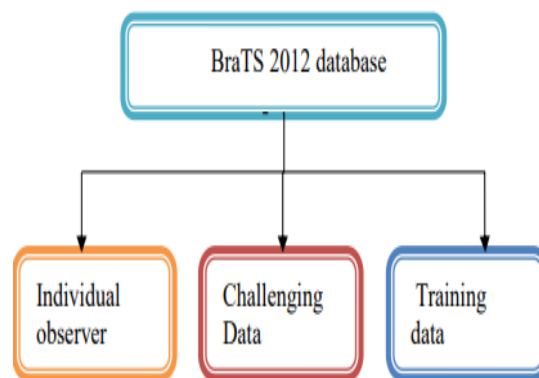 BraTS 2012 database
Individual
observer
Challenging
Data
Training
data